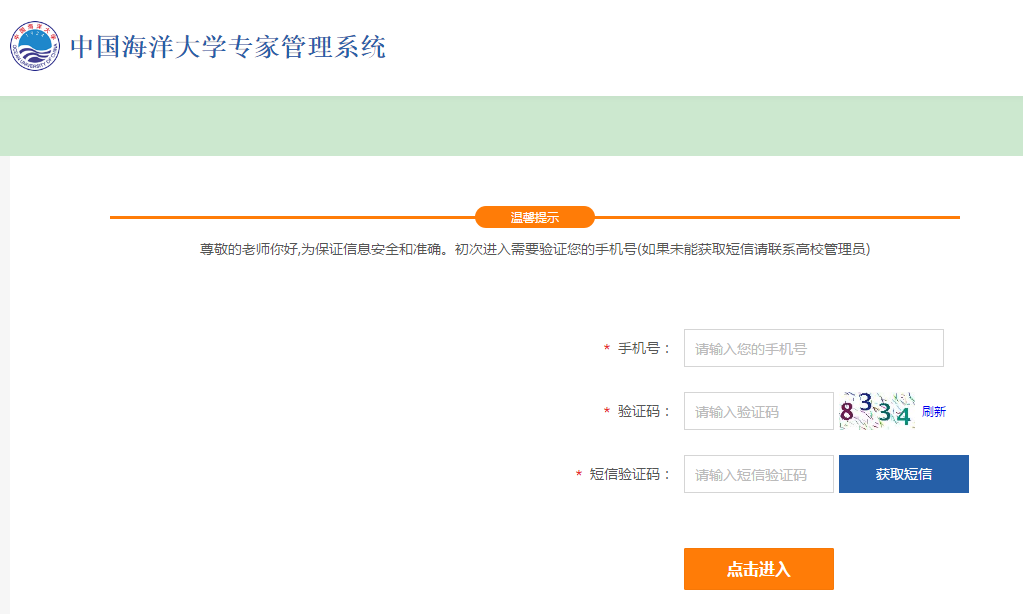 中国海洋大学专家管理系统
温馨提示
尊敬的老师你好,为保证信息安全和准确。初次进入需要验证您的手机号(如果未能获取短信请联系高校管理员)
* 手机号： 请输入您的手机号
* 验证码： 请输入验证码 8334 刷新
* 短信验证码： 请输入短信验证码 获取短信
点击进入